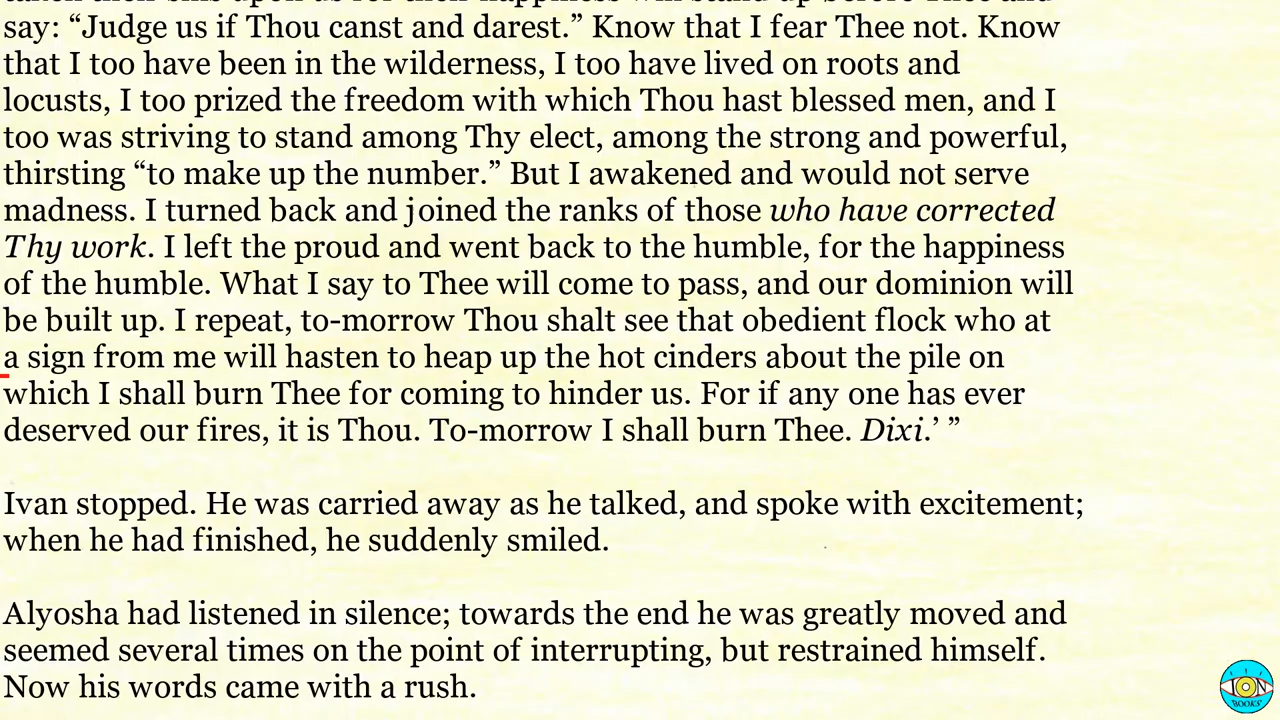 say: “Judge us if Thou canst and darest.” Know that I fear Thee not. Know
that I too have been in the wilderness, I too have lived on roots and
locusts, I too prized the freedom with which Thou hast blessed men, and I
too was striving to stand among Thy elect, among the strong and powerful,
thirsting “to make up the number.” But I awakened and would not serve
madness. I turned back and joined the ranks of those who have corrected
Thy work. I left the proud and went back to the humble, for the happiness
of the humble. What I say to Thee will come to pass, and our dominion will
be built up. I repeat, to-morrow Thou shalt see that obedient flock who at
a sign from me will hasten to heap up the hot cinders about the pile on
which I shall burn Thee for coming to hinder us. For if any one has ever
deserved our fires, it is Thou. To-morrow I shall burn Thee. Dixi.’ ”
Ivan stopped. He was carried away as he talked, and spoke with excitement;
when he had finished, he suddenly smiled.
Alyosha had listened in silence; towards the end he was greatly moved and
seemed several times on the point of interrupting, but restrained himself.
Now his words came with a rush.
ION
BOOKS